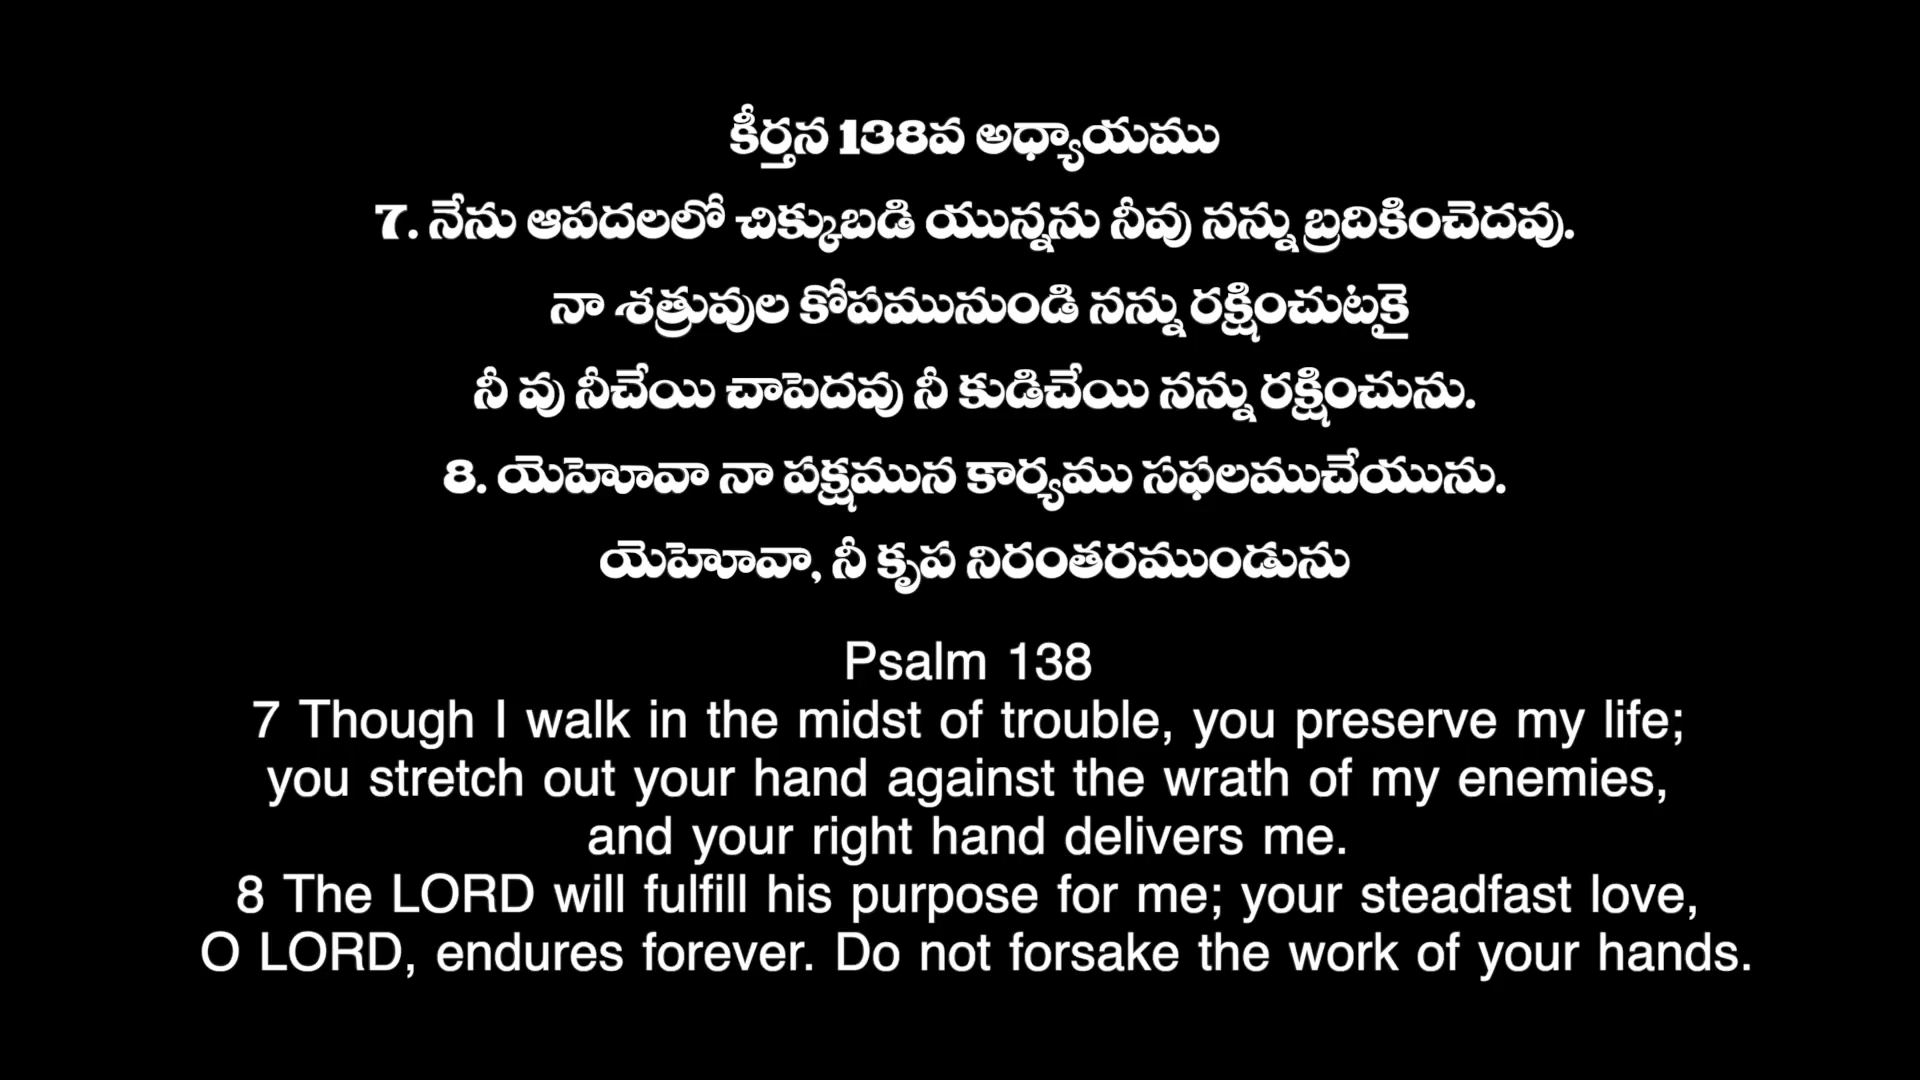 కీర్తన 138వ అధ్యాయము
7. నేను ఆపదలలో చిక్కుబడి యున్నను నీవు నన్ను బ్రదికించెదవు.
నా శత్రువుల కోపమునుండి నన్ను రక్షించుటకై
నీ వు నీచేయి చాపెదవు నీ కుడిచేయి నన్ను రక్షించును.
8. యెహెూవా నా పక్షమున కార్యము సఫలముచేయును.
యెహెూవా, నీ కృప నిరంతరముండును
Psalm 138
7 Though I walk in the midst of trouble, you preserve my life;
you stretch out your hand against the wrath of my enemies,
and your right hand delivers me.
8 The LORD will fulfill his purpose for me; your steadfast love,
O LORD, endures forever. Do not forsake the work of your hands.